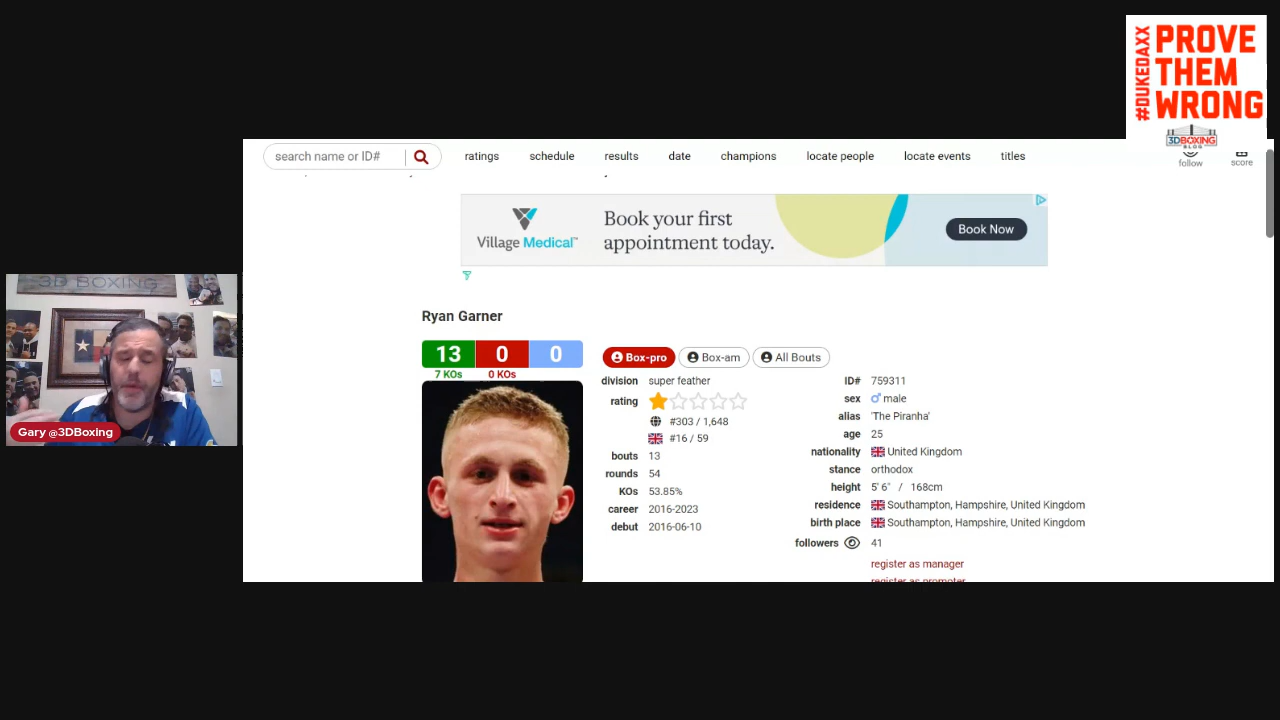 #DUKEDAXX
PROVE
THEM
WRONG
3DBOXING
BLOG
search name or ID#
ratings
schedule
results
date
champions
locate people
locate events
titles
follow
score
Village Medical
Book your first
appointment today.
Book Now
3D BOXING
Gary @3DBoxing
Ryan Garner
13 0 0
7 KOs 0 KOs
Box-pro Box-am All Bouts
division super feather
rating
#303 / 1,648
#16 / 59
bouts 13
rounds 54
KOs 53.85%
career 2016-2023
debut 2016-06-10
ID# 759311
sex male
alias 'The Piranha'
age 25
nationality United Kingdom
stance orthodox
height 5' 6" / 168cm
residence Southampton, Hampshire, United Kingdom
birth place Southampton, Hampshire, United Kingdom
followers 41
register as manager
register as promoter